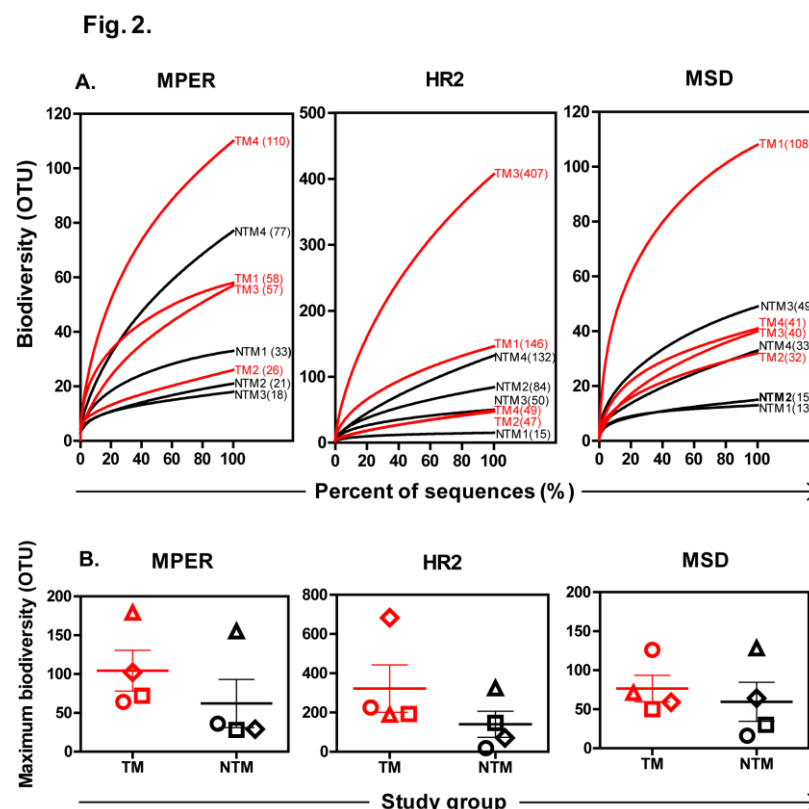 Fig. 2.
A.
MPER
HR2
MSD
Biodiversity (OTU)
120
100
80
60
40
20
0
TM4 (110)
NTM4 (77)
TM1 (58)
TM3 (57)
NTM1 (33)
TM2 (26)
NTM2 (21)
NTM3(18)
0 20 40 60 80 100
500
400
300
200
100
0
TM3(407)
TM1(146)
NTM4(132)
NTM2(84)
NTM3(50)
TM4(49)
TM2(47)
NTM1(15)
0 20 40 60 80 100
120
100
80
60
40
20
0
TM1(108
NTM3(49
TM4(41)
TM3(40)
NTM4(33
TM2(32)
NTM2(15
NTM1(13
0 20 40 60 80 100
Percent of sequences (%)
B.
MPER
HR2
MSD
Maximum biodiversity (OTU)
200
150
100
50
0
TM NTM
800
600
400
200
0
TM NTM
200
150
100
50
0
TM NTM
Study group